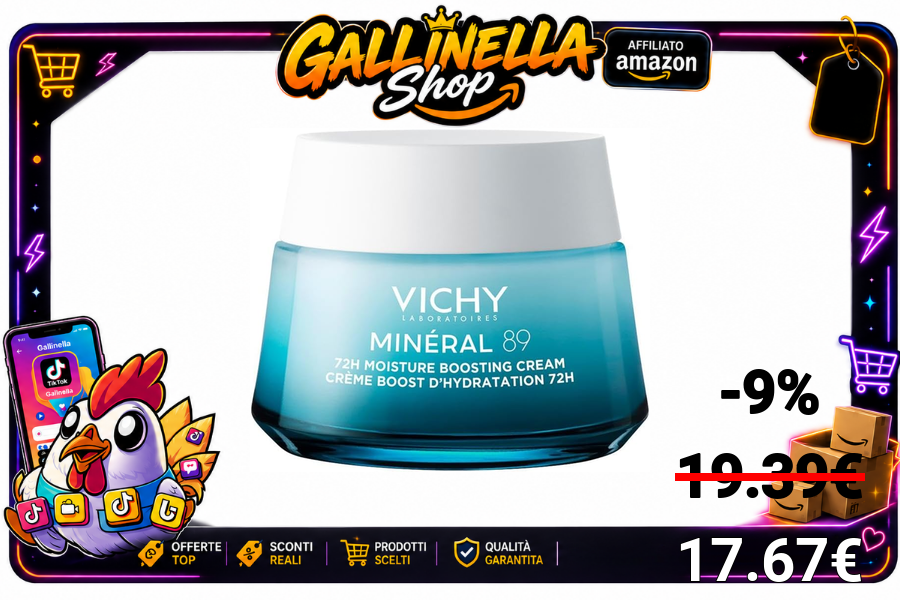 GALLINELLA
Shop
AFFILIATO
amazon
VICHY
LABORATOIRES
MINÉRAL 89
72H MOISTURE BOOSTING CREAM
CRÈME BOOST D'HYDRATATION 72H
Gallinella
TikTok
Gallinella
-9%
19.39€
17.67€
OFFERTE
TOP
SCONTI
REALI
PRODOTTI
SCELTI
QUALITÀ
GARANTITA